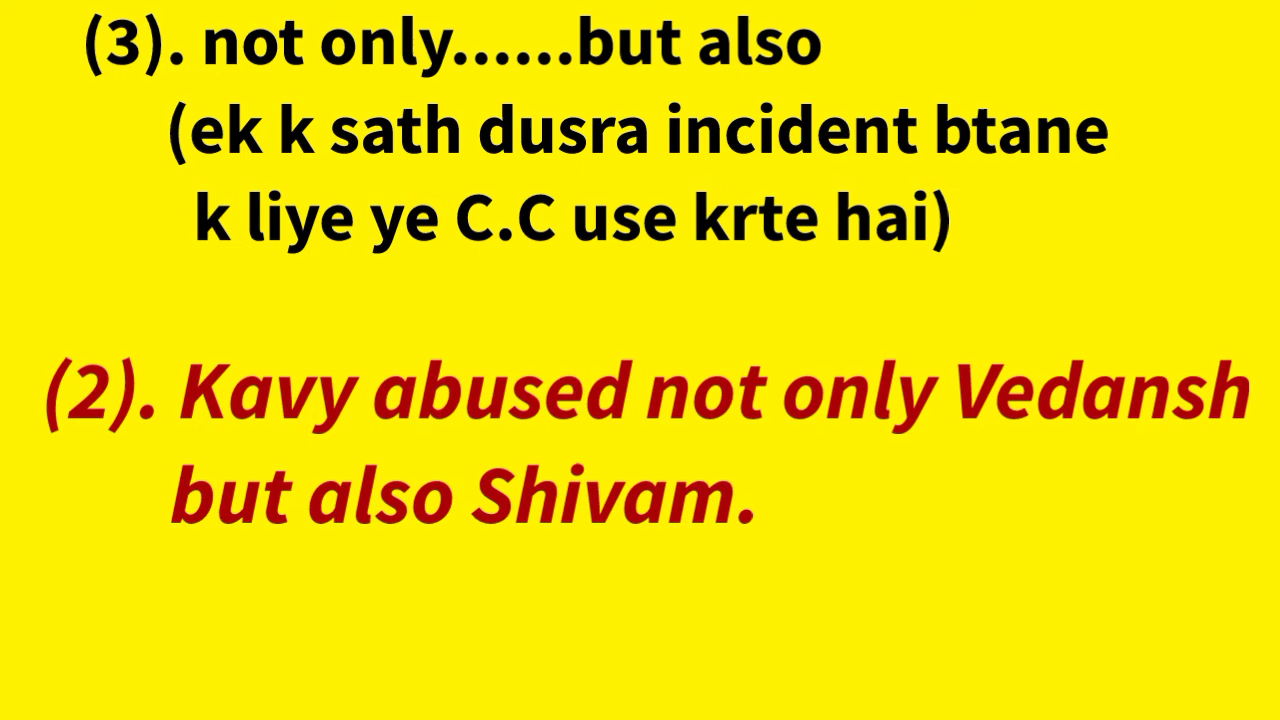 (3). not only......but also
(ek k sath dusra incident btane
k liye ye C.C use krte hai)
(2). Kavy abused not only Vedansh
but also Shivam.